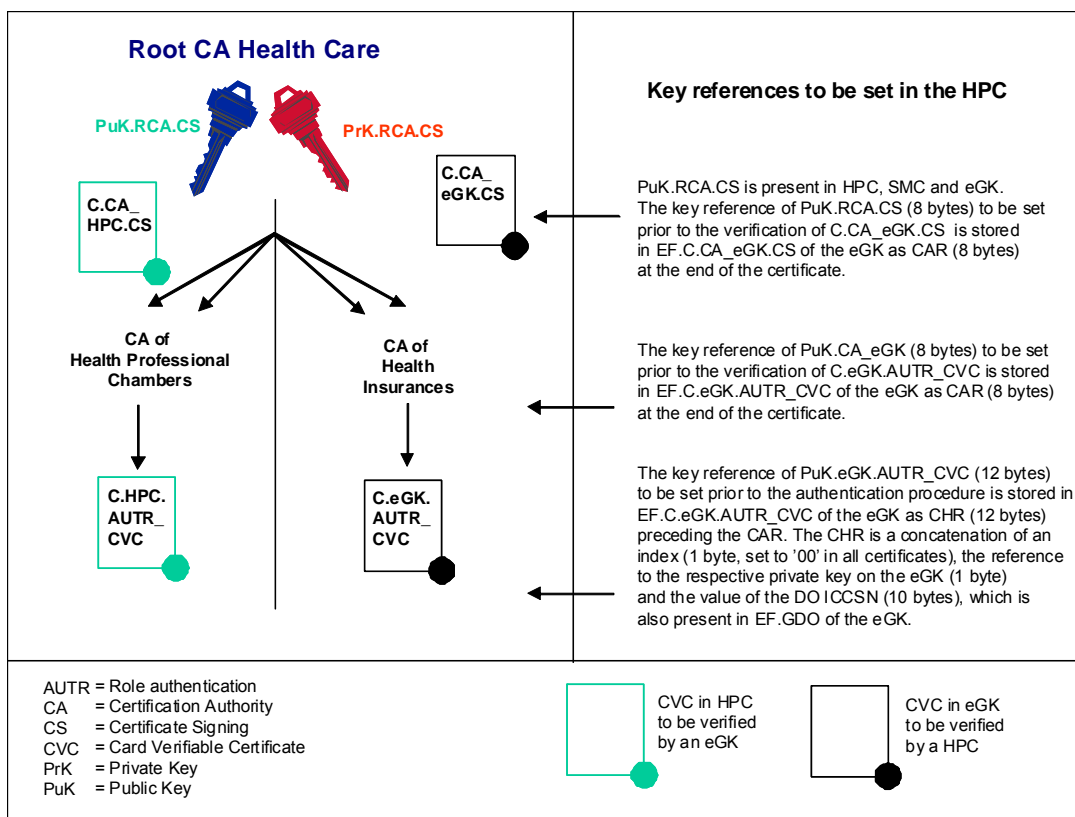 Root CA Health Care
PuK.RCA.CS
PrK.RCA.CS
C.CA_
HPC.CS
C.CA_
eGK.CS
CA of
Health Professional
Chambers
CA of
Health
Insurances
C.HPC.
AUTR_
CVC
C.eGK.
AUTR_
CVC
Key references to be set in the HPC
PuK.RCA.CS is present in HPC, SMC and eGK.
The key reference of PuK.RCA.CS (8 bytes) to be set
prior to the verification of C.CA_eGK.CS is stored
in EF.C.CA_eGK.CS of the eGK as CAR (8 bytes)
at the end of the certificate.
The key reference of PuK.CA_eGK (8 bytes) to be set
prior to the verification of C.eGK.AUTR_CVC is stored
in EF.C.eGK.AUTR_CVC of the eGK as CAR (8 bytes)
at the end of the certificate.
The key reference of PuK.eGK.AUTR_CVC (12 bytes)
to be set prior to the authentication procedure is stored in
EF.C.eGK.AUTR_CVC of the eGK as CHR (12 bytes)
preceding the CAR. The CHR is a concatenation of an
index (1 byte, set to '00' in all certificates), the reference
to the respective private key on the eGK (1 byte)
and the value of the DO ICCSN (10 bytes), which is
also present in EF.GDO of the eGK.
AUTR = Role authentication
CA = Certification Authority
CS = Certificate Signing
CVC = Card Verifiable Certificate
PrK = Private Key
PuK = Public Key
CVC in HPC
to be verified
by an eGK
CVC in eGK
to be verified
by a HPC